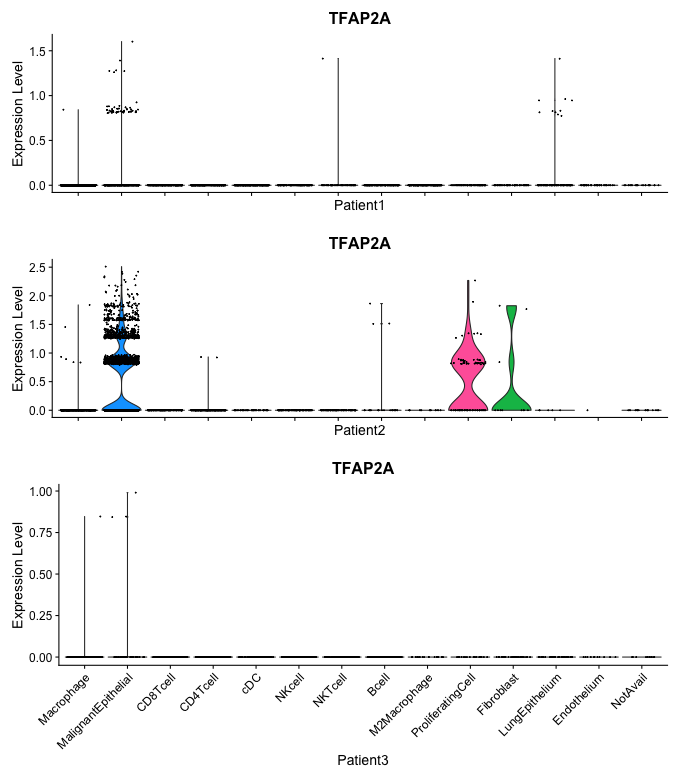 TFAP2A
Expression Level
1.5
1.0
0.5
0.0
Patient1
TFAP2A
Expression Level
2.5
2.0
1.5
1.0
0.5
0.0
Patient2
TFAP2A
Expression Level
1.00
0.75
0.50
0.25
0.00
Macrophage
MalignantEpithelial
CD8Tcell
CD4Tcell
cDC
NKcell
NKTcell
Bcell
M2Macrophage
ProliferatingCell
Fibroblast
LungEpithelium
Endothelium
NotAvail
Patient3